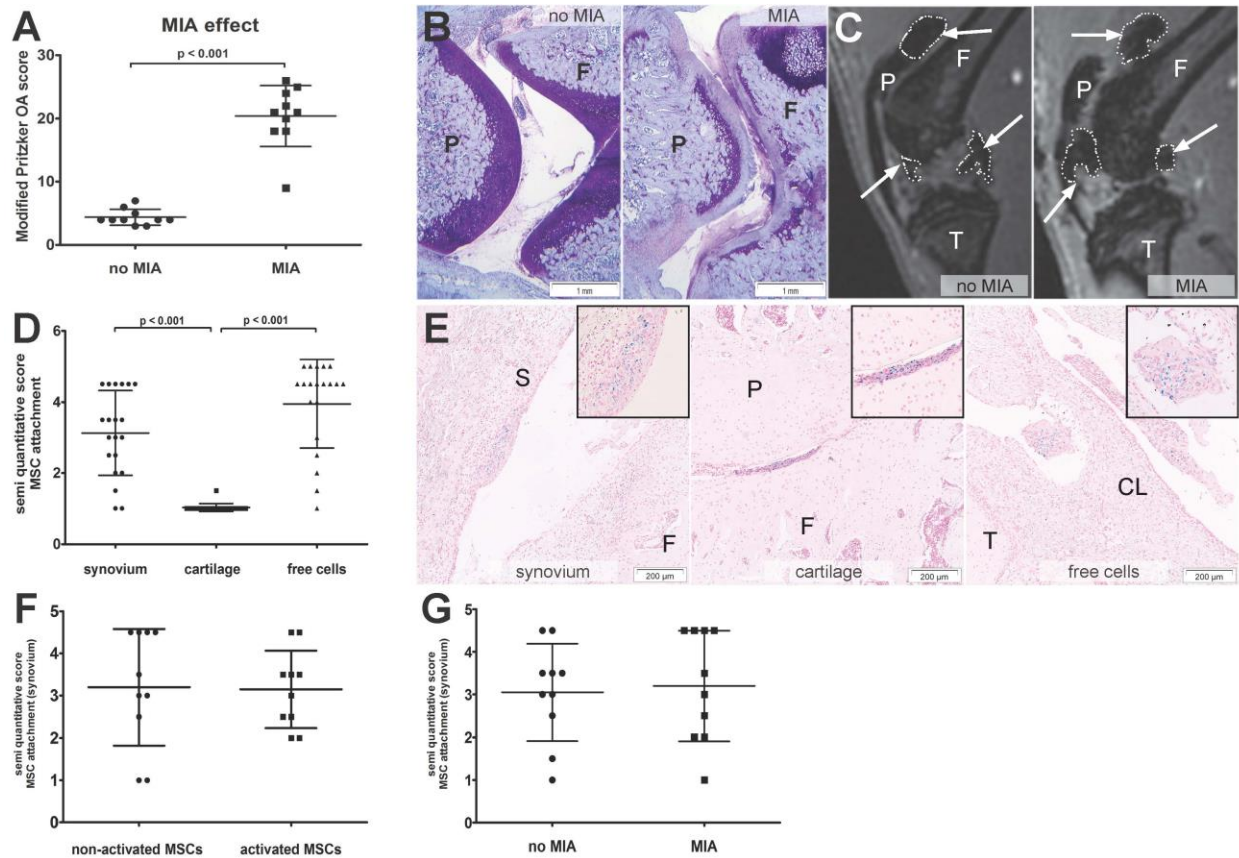 A
MIA effect
p < 0.001
Modified Pritzker OA score
30
20
10
0
no MIA
MIA
B
no MIA
MIA
P
F
P
F
1 mm
1 mm
C
P
F
T
no MIA
P
F
T
MIA
D
p < 0.001
p < 0.001
semi quantitative score
MSC attachment
6
4
2
0
synovium
cartilage
free cells
E
S
F
synovium
200 µm
P
F
cartilage
200 µm
CL
T
free cells
200 µm
F
semi quantitative score
MSC attachment (synovium)
5
4
3
2
1
0
non-activated MSCs
activated MSCs
G
semi quantitative score
MSC attachment (synovium)
5
4
3
2
1
0
no MIA
MIA